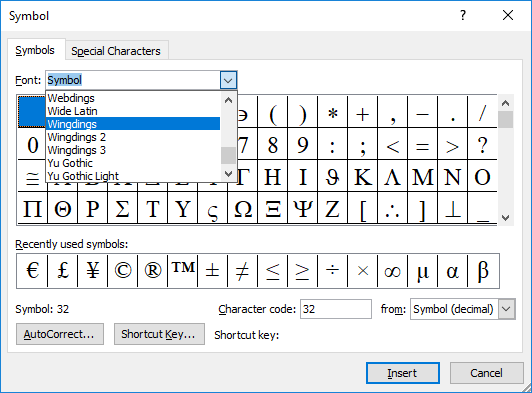 Symbol
Symbols Special Characters
Font: Symbol
Webdings
Wide Latin
Wingdings
Wingdings 2
Wingdings 3
Yu Gothic
Yu Gothic Light
϶ ( ) ∗ + , − . /
0 7 8 9 : ; < = > ?
≅ Γ Η Ι ϑ Κ Λ Μ Ν Ο
Π Θ Ρ Σ Τ Υ ς Ω Ξ Ψ Ζ [ ∴ ] ⊥ _
Recently used symbols:
€ £ ¥ © ® ™ ± ≠ ≤ ≥ ÷ × ∞ µ α β
Symbol: 32 Character code: 32 from: Symbol (decimal)
AutoCorrect... Shortcut Key... Shortcut key:
Insert Cancel